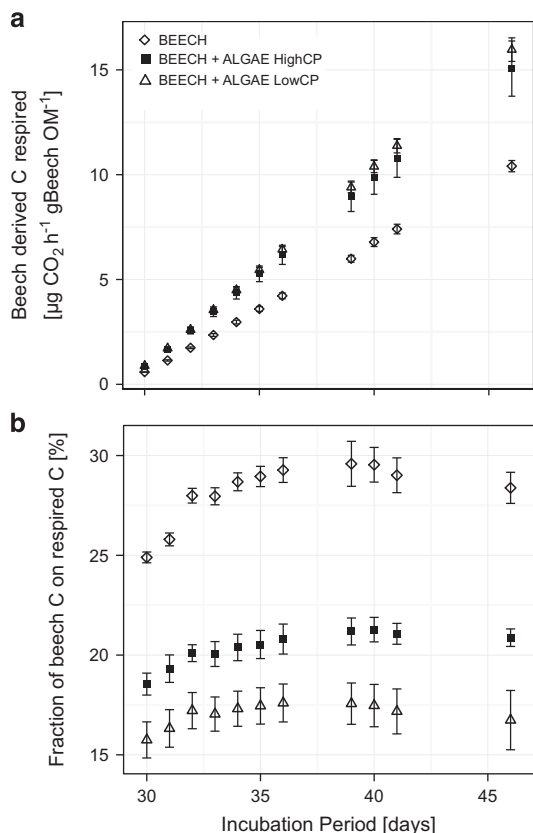 a
BEECH
BEECH + ALGAE HighCP
BEECH + ALGAE LowCP
Beech derived C respired
[µg CO₂ h⁻¹ gBeech OM⁻¹]
15
10
5
0
b
Fraction of beech C on respired C [%]
30
25
20
15
30 35 40 45
Incubation Period [days]